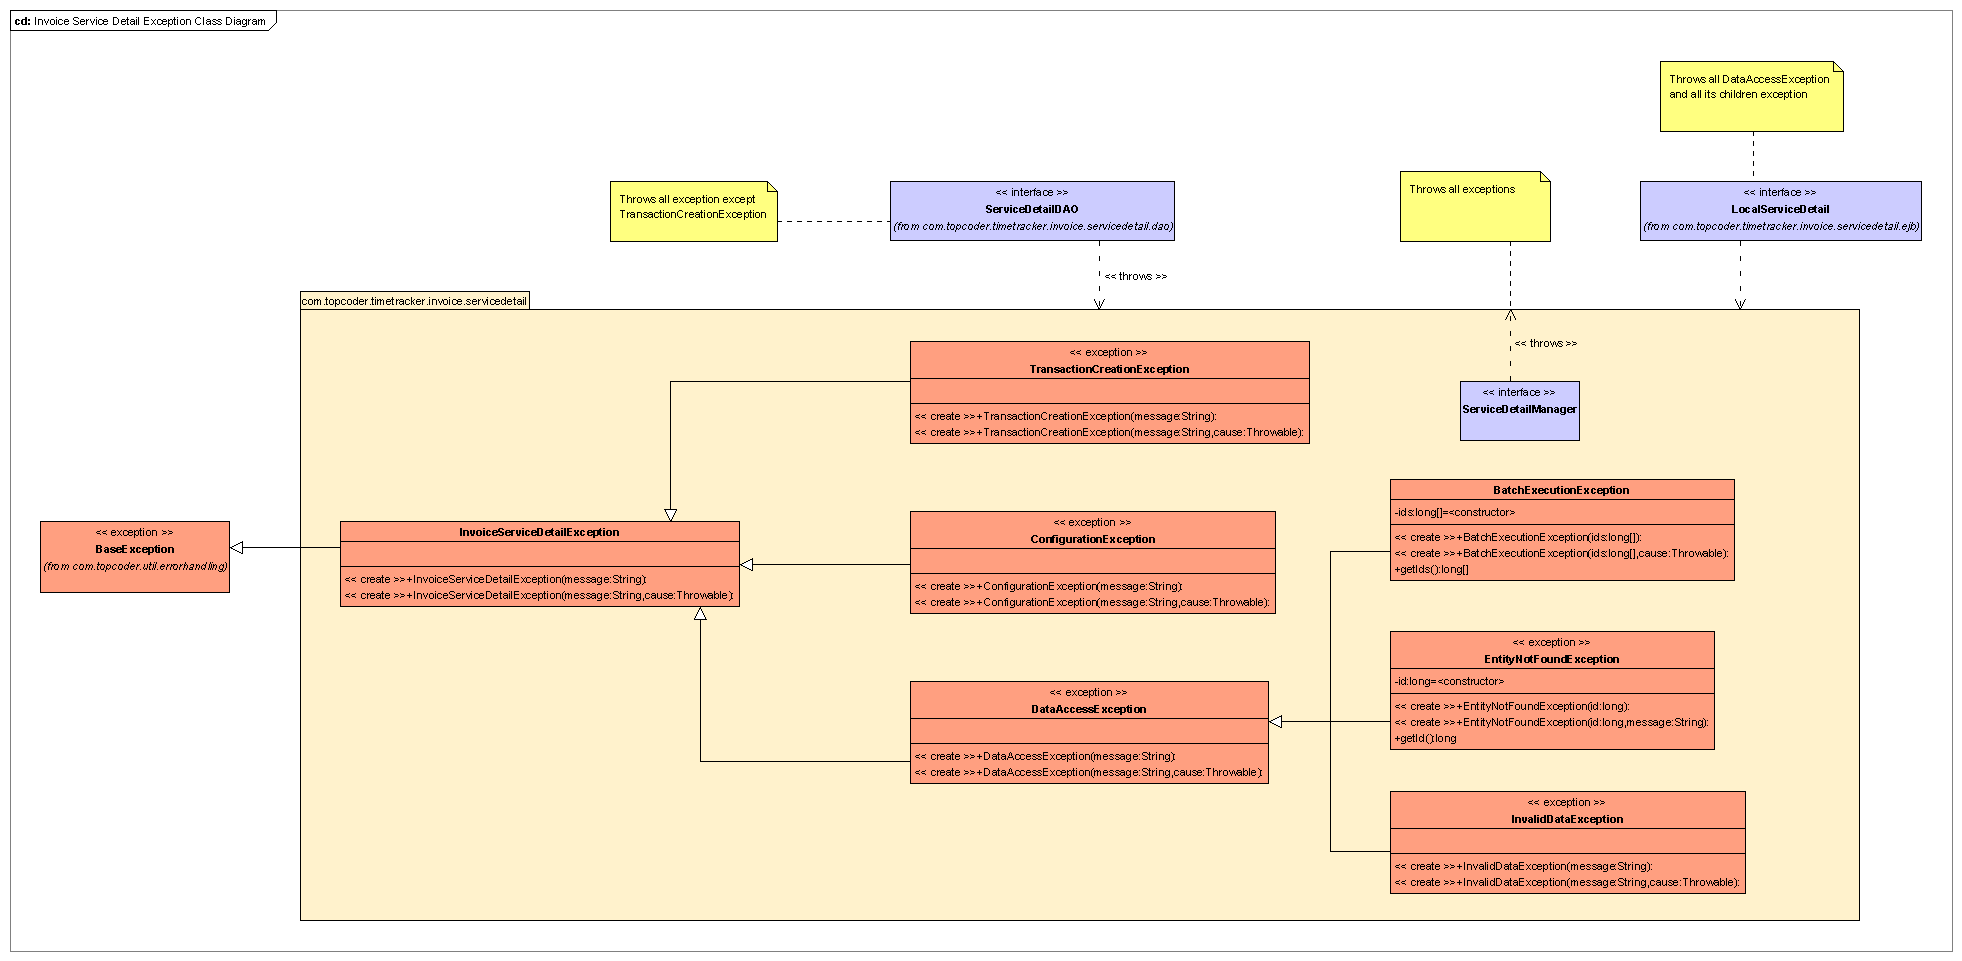 cd: Invoice Service Detail Exception Class Diagram
Throws all DataAccessException
and all its children exception
Throws all exception except
TransactionCreationException
<< interface >>
ServiceDetailDAO
(from com.topcoder.timetracker.invoice.servicedetail.dao)
Throws all exceptions
<< interface >>
LocalServiceDetail
(from com.topcoder.timetracker.invoice.servicedetail.ejb)
<< throws >>
com.topcoder.timetracker.invoice.servicedetail
<< throws >>
<< exception >>
TransactionCreationException
<< create >>+TransactionCreationException(message:String):
<< create >>+TransactionCreationException(message:String,cause:Throwable):
<< interface >>
ServiceDetailManager
<< exception >>
BaseException
(from com.topcoder.util.errorhandling)
InvoiceServiceDetailException
<< create >>+InvoiceServiceDetailException(message:String):
<< create >>+InvoiceServiceDetailException(message:String,cause:Throwable):
<< exception >>
ConfigurationException
<< create >>+ConfigurationException(message:String):
<< create >>+ConfigurationException(message:String,cause:Throwable):
BatchExecutionException
-ids:long[]=<constructor>
<< create >>+BatchExecutionException(ids:long[]):
<< create >>+BatchExecutionException(ids:long[],cause:Throwable):
+getIds():long[]
<< exception >>
EntityNotFoundException
-id:long=<constructor>
<< create >>+EntityNotFoundException(id:long):
<< create >>+EntityNotFoundException(id:long,message:String):
+getId():long
<< exception >>
DataAccessException
<< create >>+DataAccessException(message:String):
<< create >>+DataAccessException(message:String,cause:Throwable):
<< exception >>
InvalidDataException
<< create >>+InvalidDataException(message:String):
<< create >>+InvalidDataException(message:String,cause:Throwable):